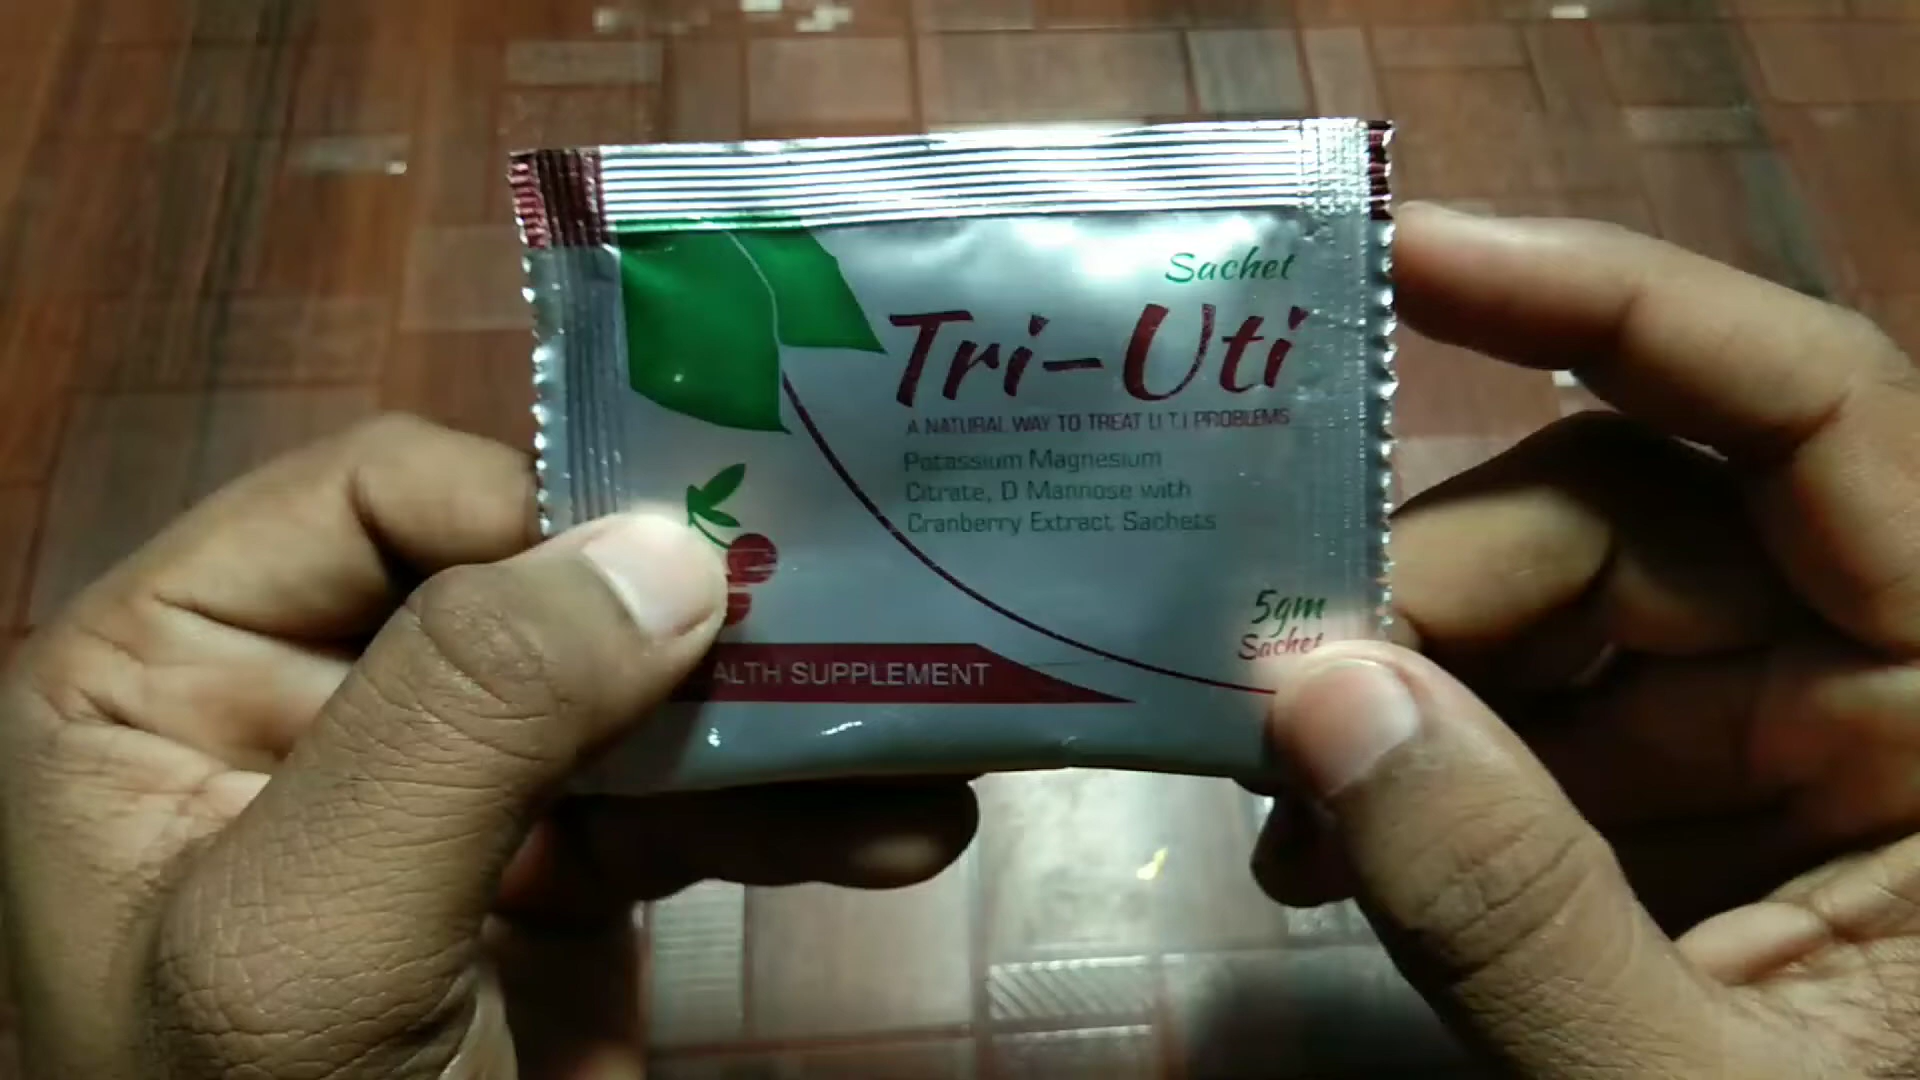 Sachet
Tri-Uti
A NATURAL WAY TO TREAT U.T.I PROBLEMS
Potassium Magnesium
Citrate, D Mannose with
Cranberry Extract Sachets
5gm
Sachet
ALTH SUPPLEMENT